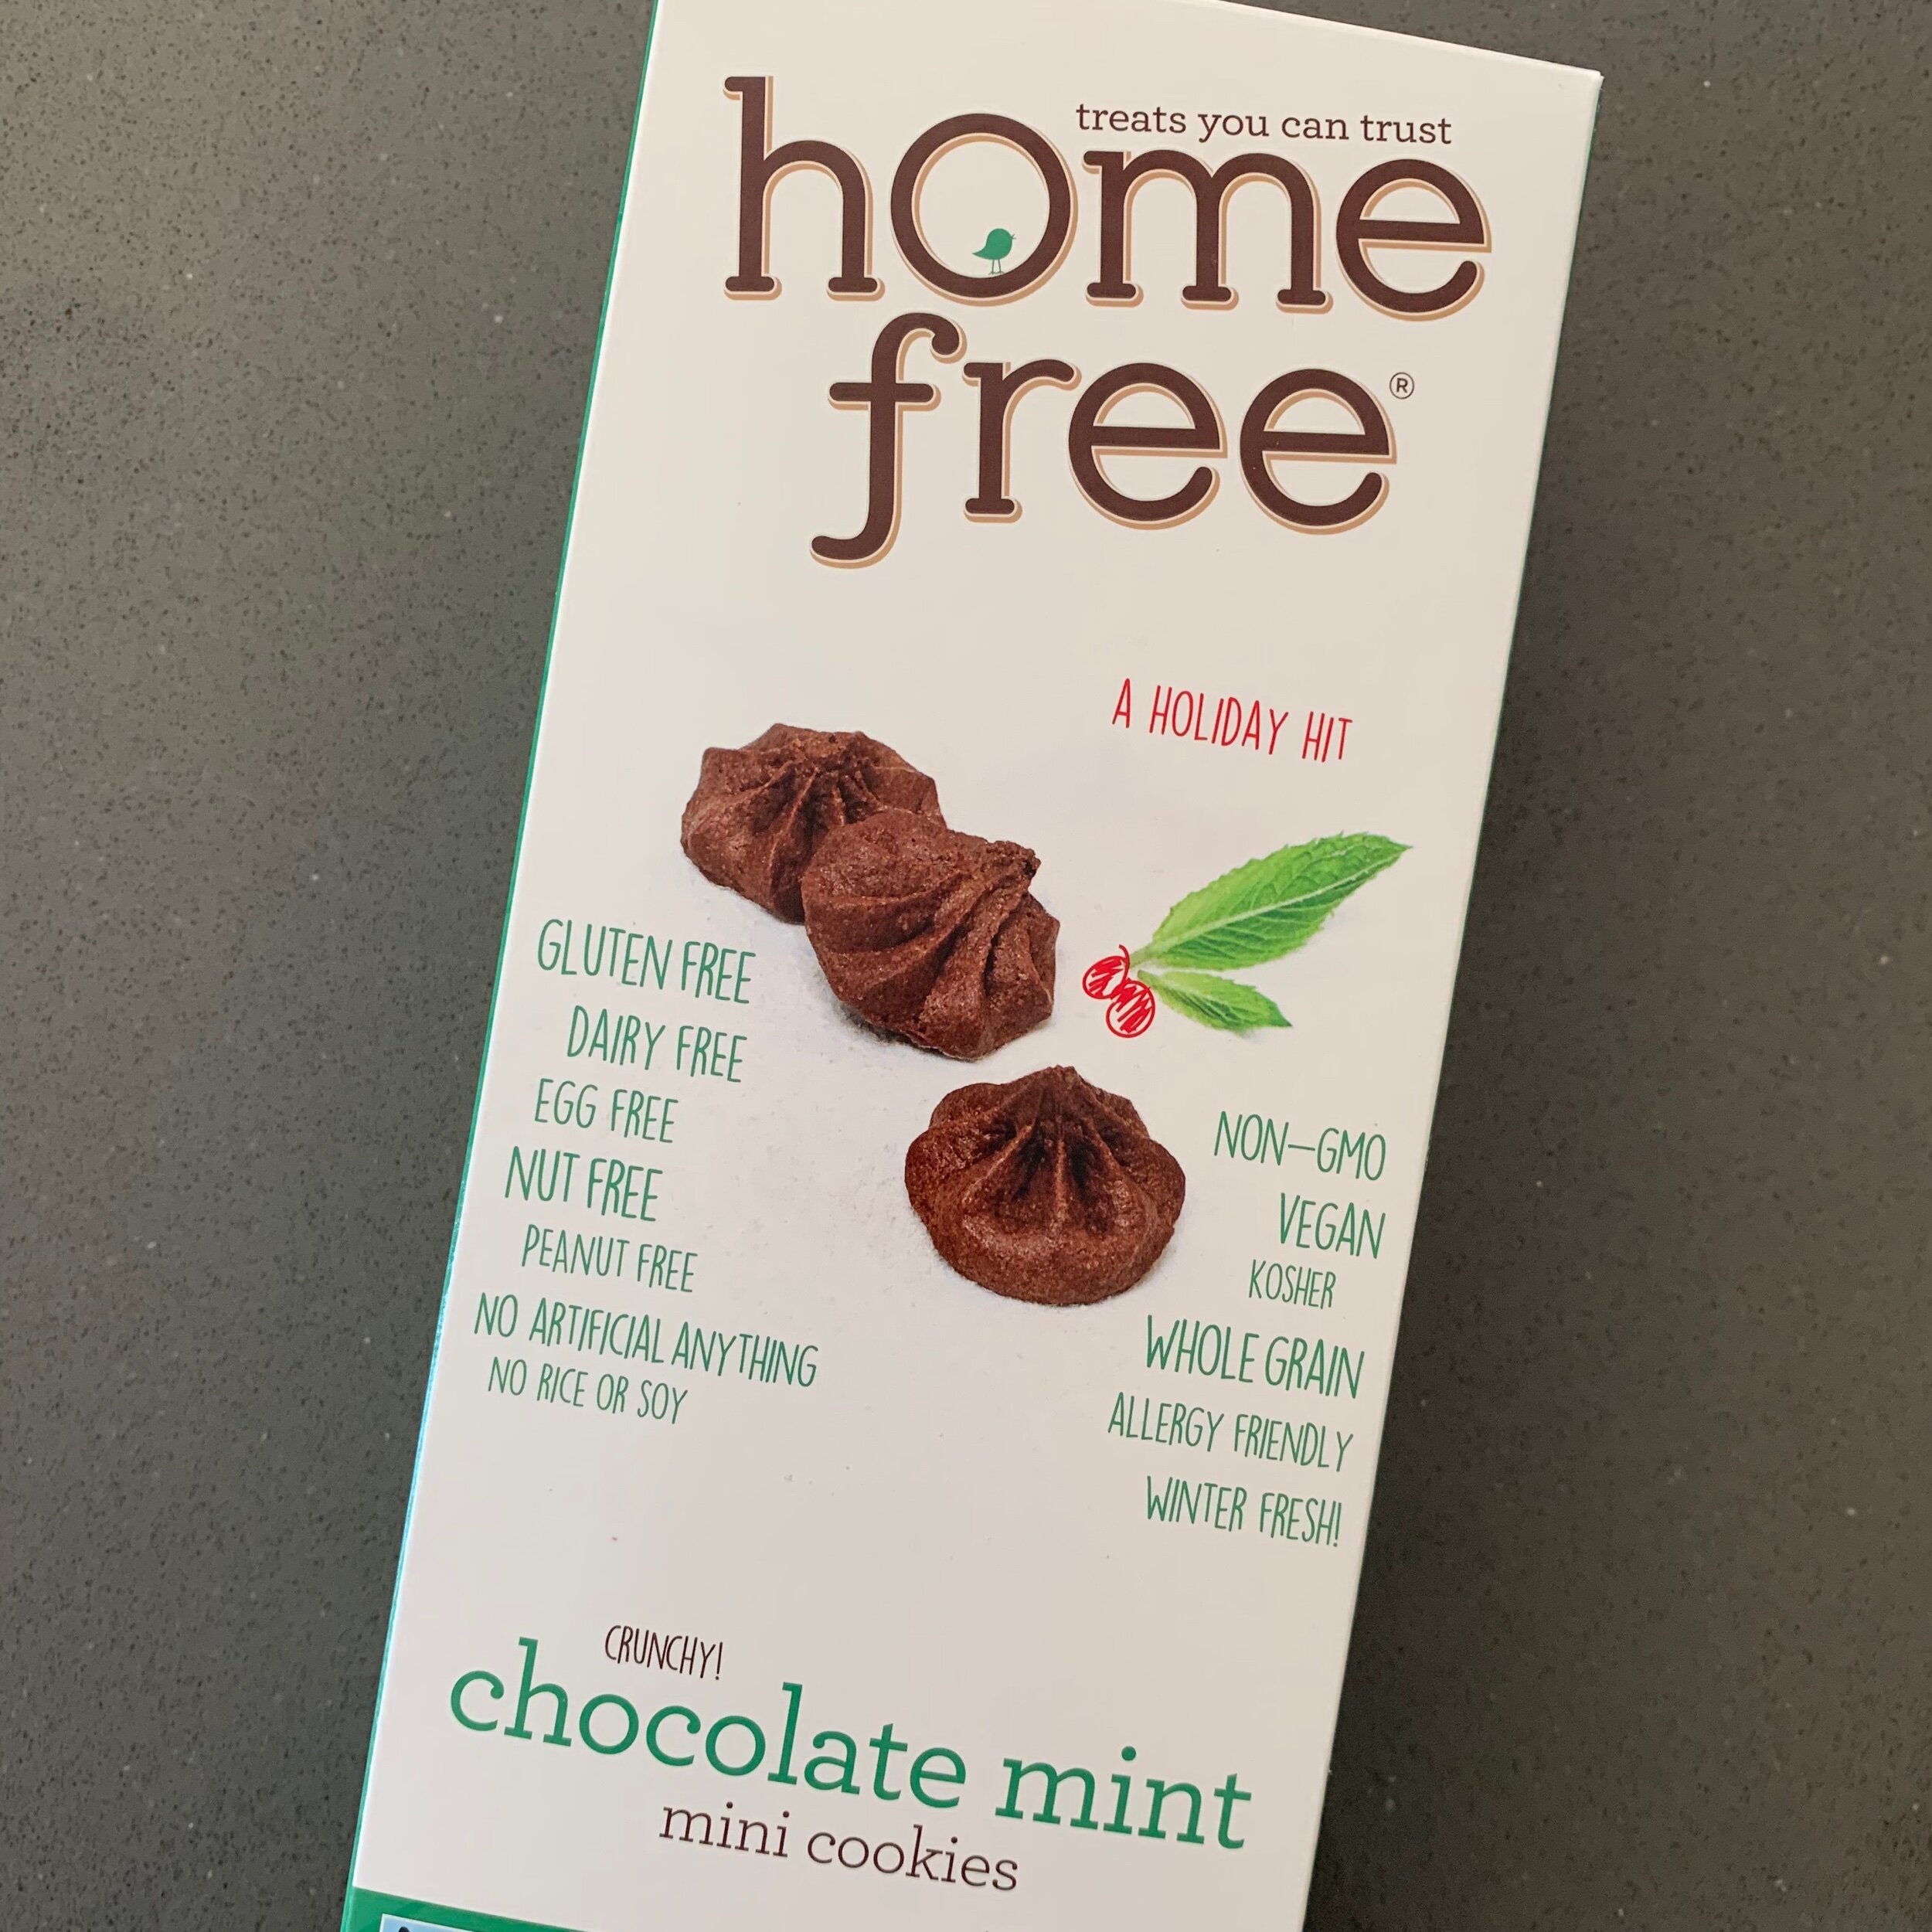 treats you can trust
home
free®
A HOLIDAY HIT
GLUTEN FREE
DAIRY FREE
EGG FREE
NUT FREE
PEANUT FREE
NO ARTIFICIAL ANYTHING
NO RICE OR SOY
NON-GMO
VEGAN
KOSHER
WHOLE GRAIN
ALLERGY FRIENDLY
WINTER FRESH!
CRUNCHY!
chocolate mint
mini cookies